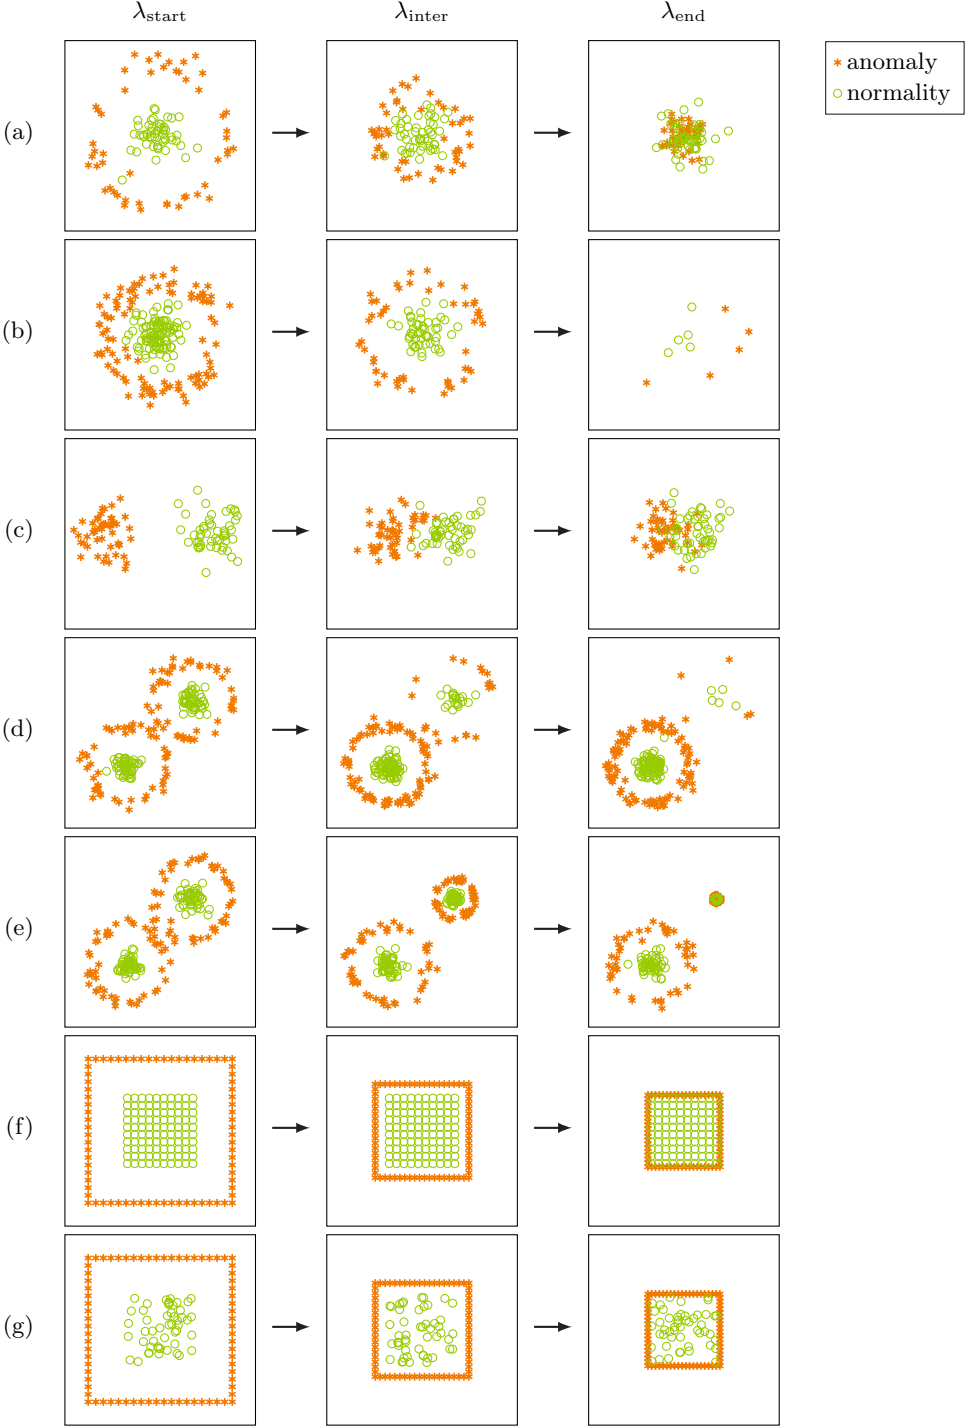 λstart λinter λend
anomaly
normality
(a)
(b)
(c)
(d)
(e)
(f)
(g)